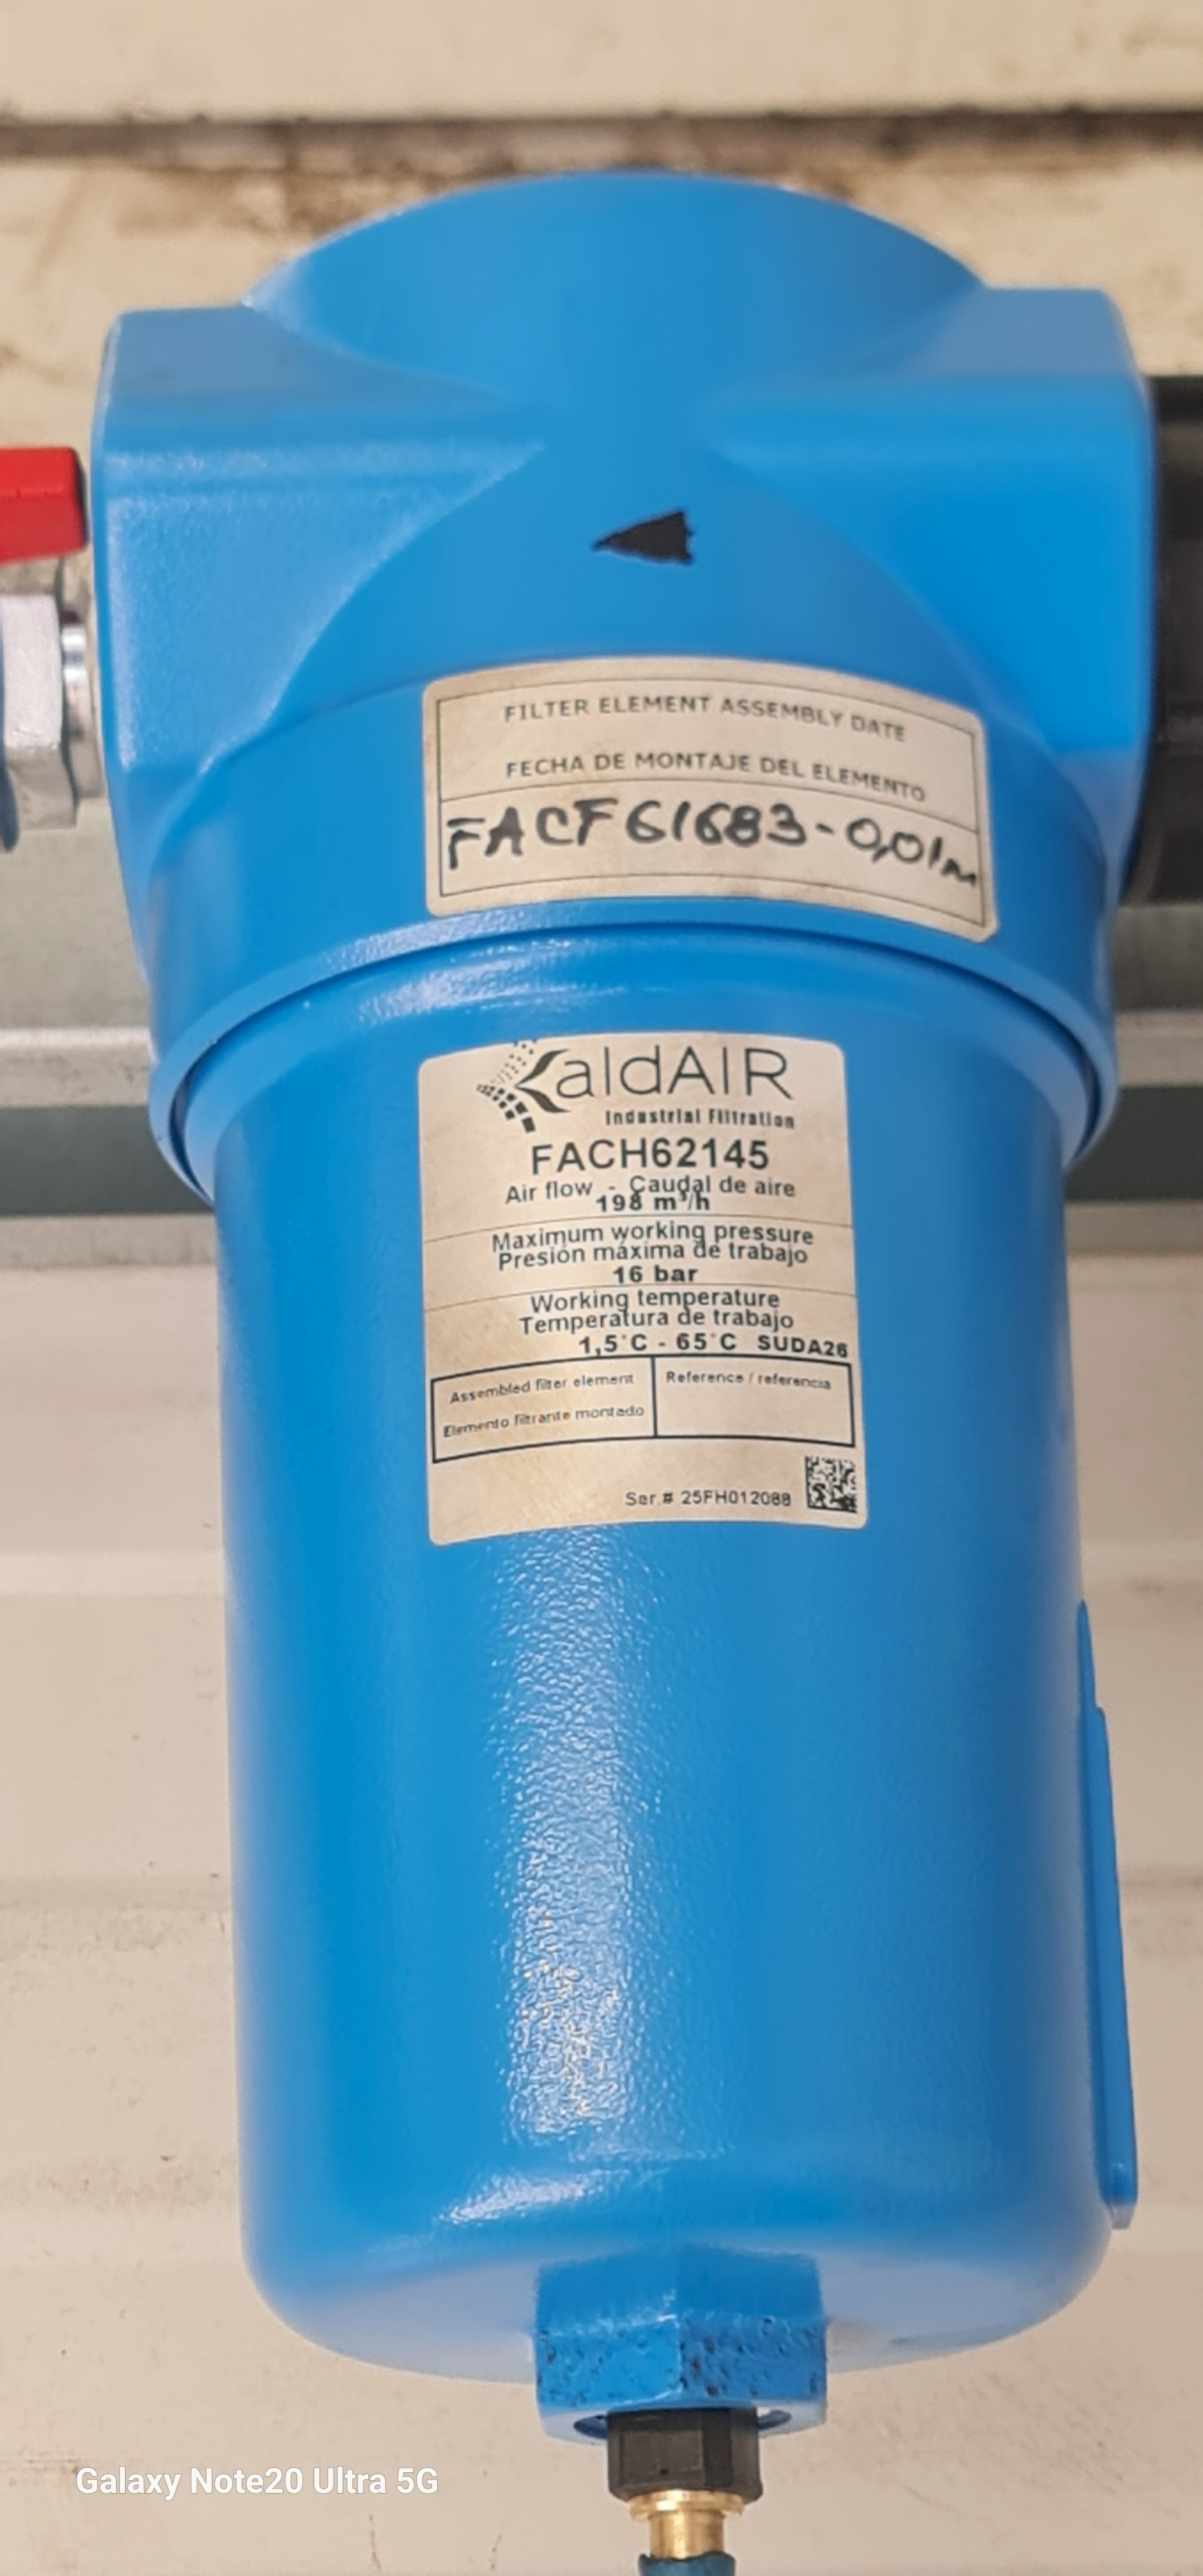 FILTER ELEMENT ASSEMBLY DATE
FECHA DE MONTAJE DEL ELEMENTO
FACF61683-0,01m
KaldAIR
Industrial Filtration
FACH62145
Air flow - Caudal de aire
198 m³/h
Maximum working pressure
Presión máxima de trabajo
16 bar
Working temperature
Temperatura de trabajo
1,5°C - 65°C SUDA26
Assembled filter element
Elemento filtrante montado
Reference / referencia
Ser.# 25FH012088
Galaxy Note20 Ultra 5G